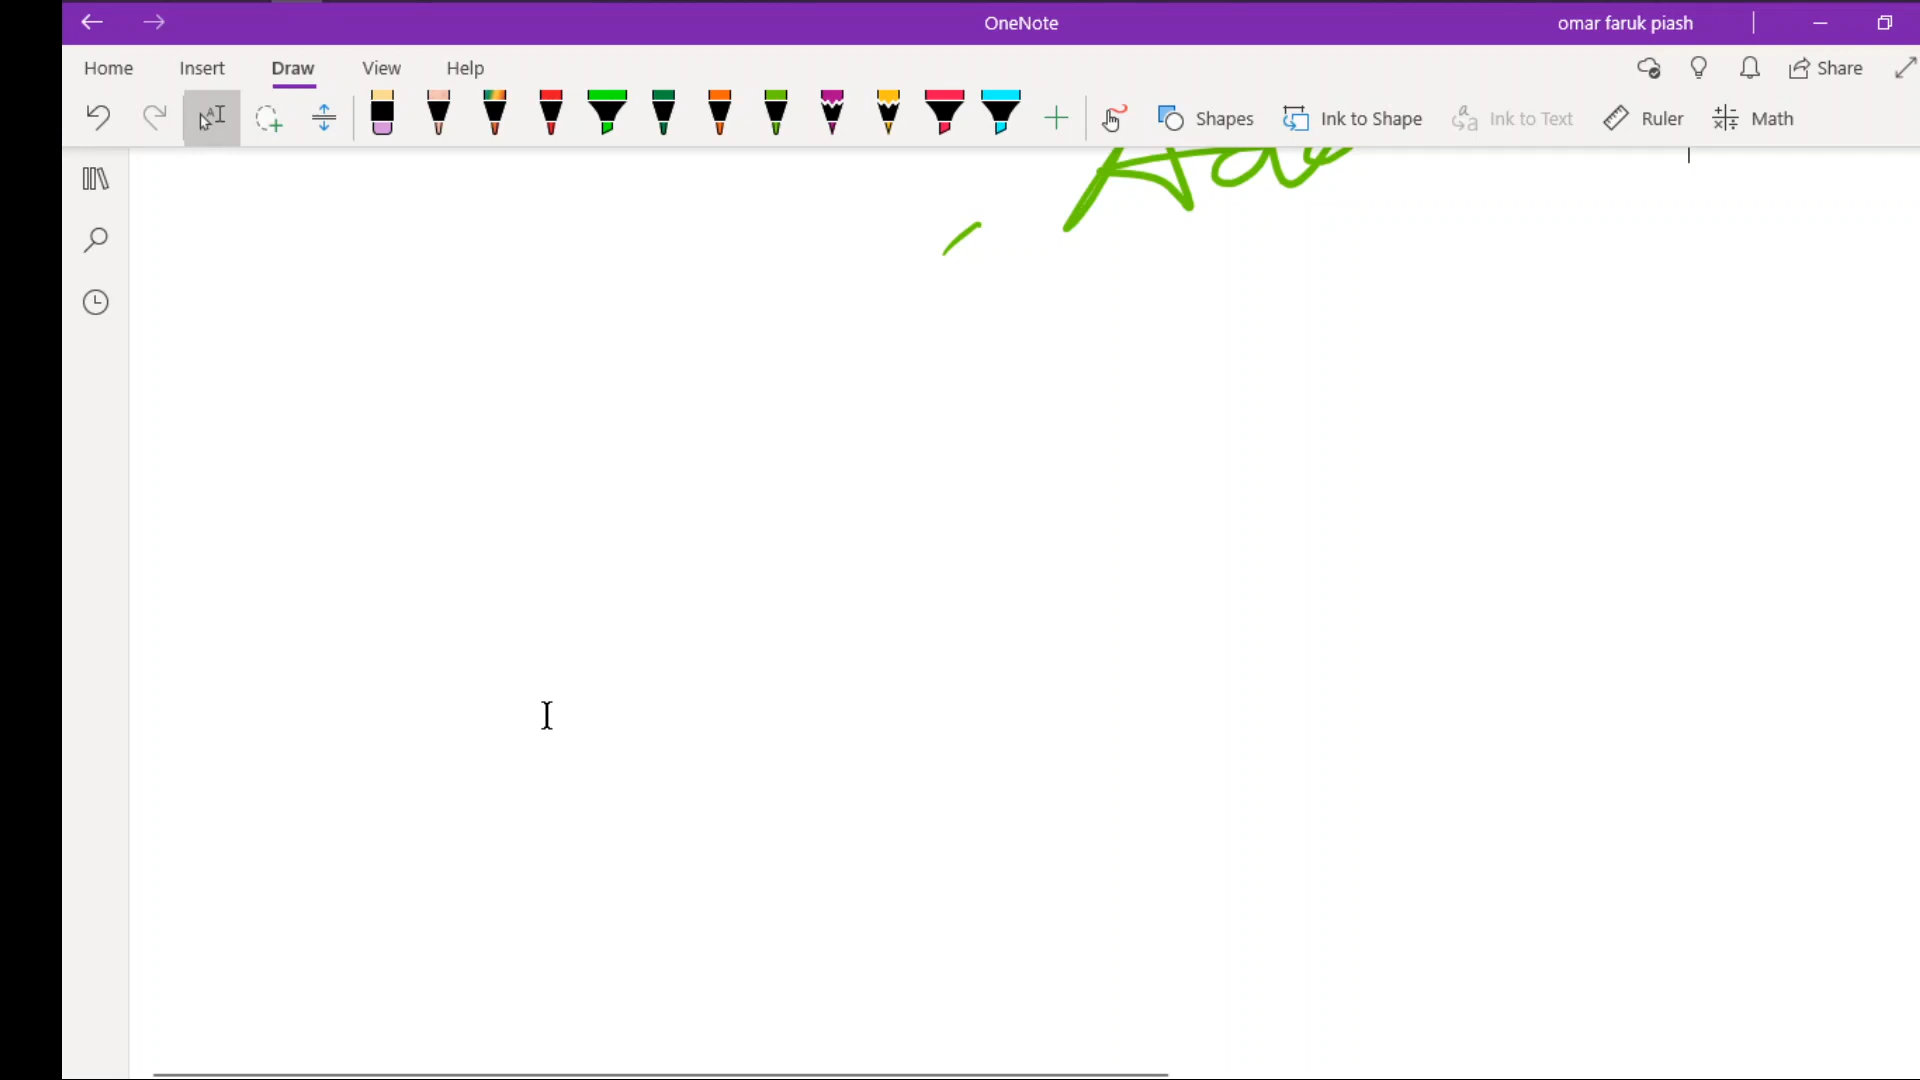 OneNote
omar faruk piash
Home Insert Draw View Help Share
Shapes Ink to Shape Ink to Text Ruler Math